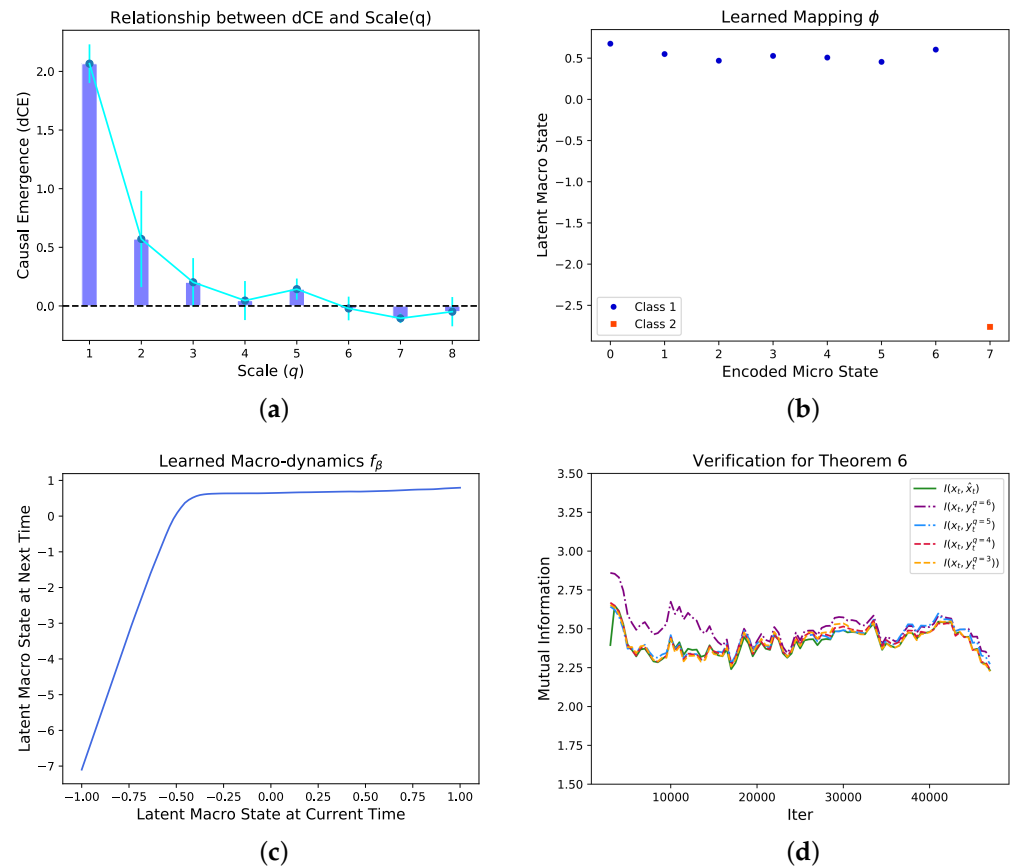 Relationship between dCE and Scale(q)
Causal Emergence (dCE)
2.0
1.5
1.0
0.5
0.0
1 2 3 4 5 6 7 8
Scale (q)
(a)
Learned Mapping ϕ
Latent Macro State
0.5
0.0
−0.5
−1.0
−1.5
−2.0
−2.5
Class 1
Class 2
0 1 2 3 4 5 6 7
Encoded Micro State
(b)
Learned Macro-dynamics f_β
Latent Macro State at Next Time
1
0
−1
−2
−3
−4
−5
−6
−7
−1.00 −0.75 −0.50 −0.25 0.00 0.25 0.50 0.75 1.00
Latent Macro State at Current Time
(c)
Verification for Theorem 6
Mutual Information
3.50
3.25
3.00
2.75
2.50
2.25
2.00
1.75
1.50
I(x_t, x̂_t)
I(x_t, y_t^{q=6})
I(x_t, y_t^{q=5})
I(x_t, y_t^{q=4})
I(x_t, y_t^{q=3}))
10000 20000 30000 40000
Iter
(d)